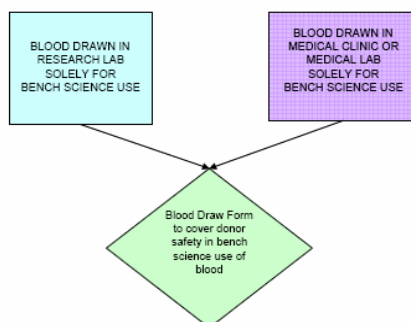 BLOOD DRAWN IN
RESEARCH LAB
SOLELY FOR
BENCH SCIENCE USE
BLOOD DRAWN IN
MEDICAL CLINIC OR
MEDICAL LAB
SOLELY FOR
BENCH SCIENCE USE
Blood Draw Form
to cover donor
safety in bench
science use of
blood